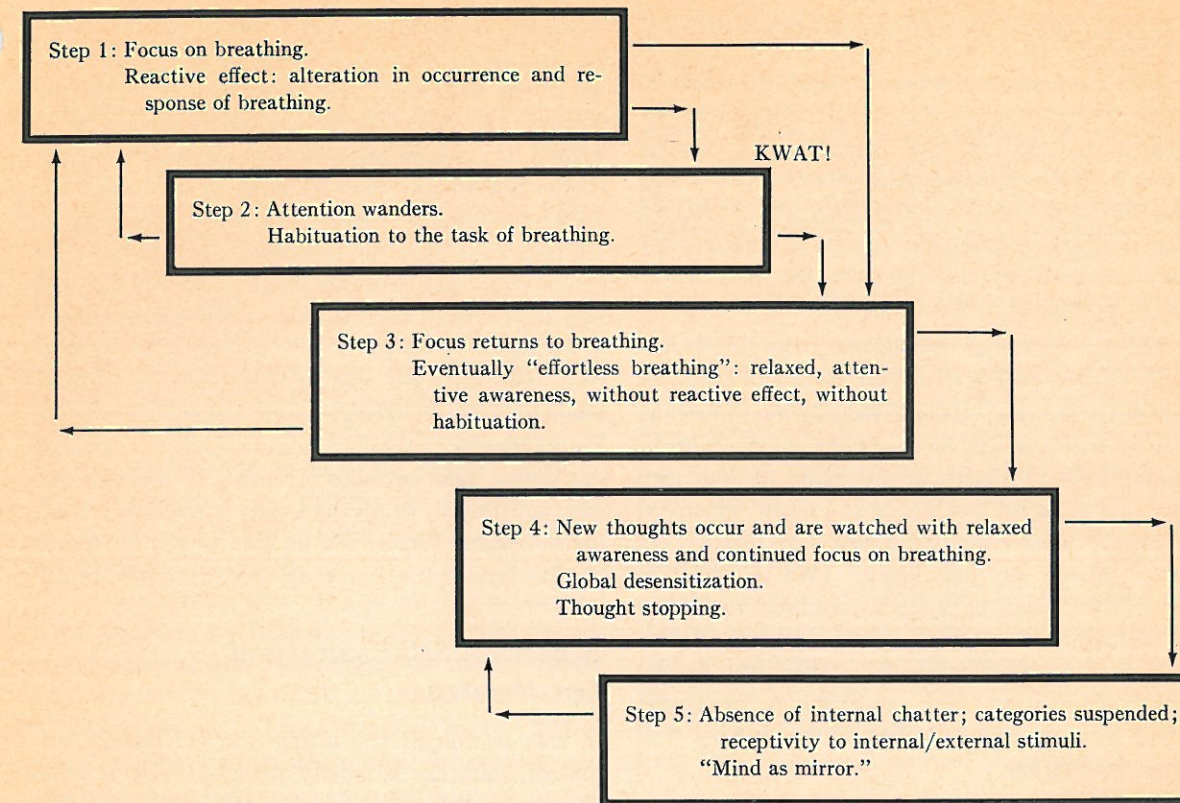 Step 1: Focus on breathing.
Reactive effect: alteration in occurrence and re-
sponse of breathing.
KWAT!
Step 2: Attention wanders.
Habituation to the task of breathing.
Step 3: Focus returns to breathing.
Eventually “effortless breathing”: relaxed, atten-
tive awareness, without reactive effect, without
habituation.
Step 4: New thoughts occur and are watched with relaxed
awareness and continued focus on breathing.
Global desensitization.
Thought stopping.
Step 5: Absence of internal chatter; categories suspended;
receptivity to internal/external stimuli.
“Mind as mirror.”